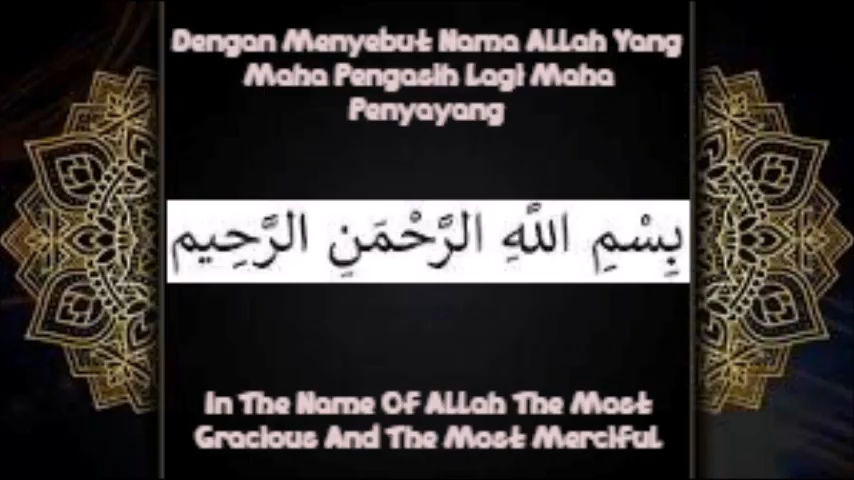 Dengan Menyebut Nama Allah Yang
Maha Pengasih Lagi Maha
Penyayang
بِسْمِ اللَّهِ الرَّحْمَنِ الرَّحِيم
In The Name Of Allah The Most
Gracious And The Most Merciful